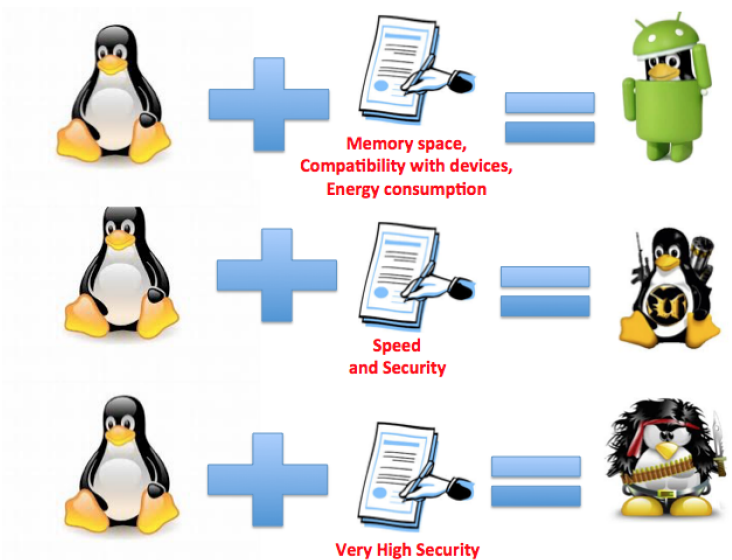 Memory space,
Compatibility with devices,
Energy consumption
Speed
and Security
Very High Security